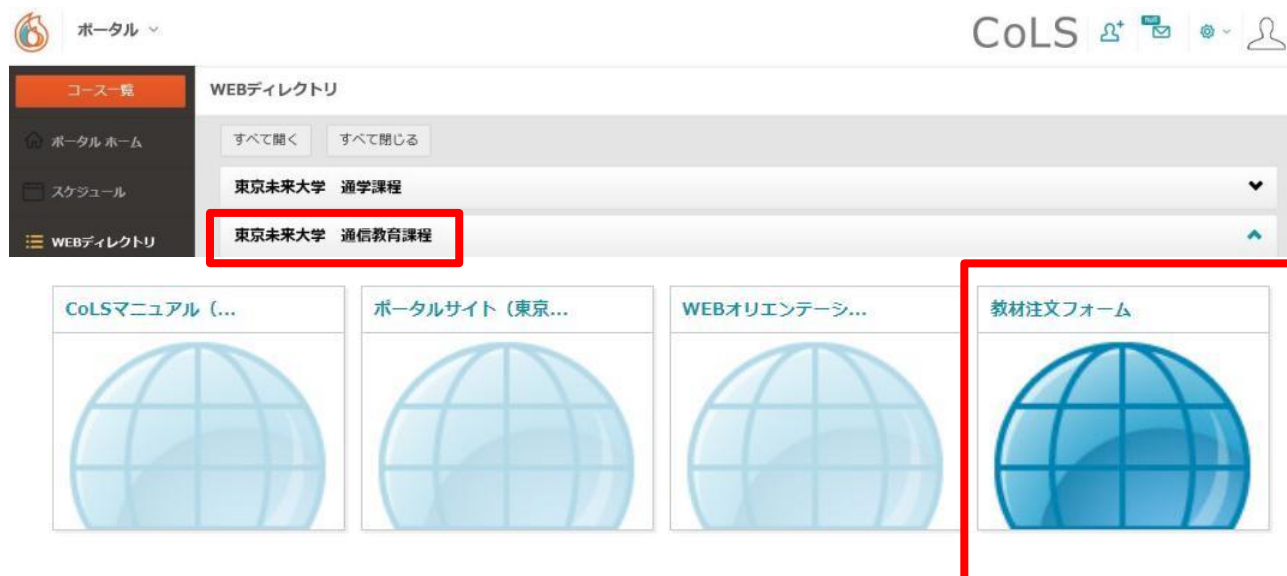 ポータル
CoLS
null
コース一覧
WEBディレクトリ
ポータル ホーム
すべて開く すべて閉じる
スケジュール
東京未来大学 通学課程
WEBディレクトリ
東京未来大学 通信教育課程
CoLSマニュアル（...
ポータルサイト（東京...
WEBオリエンテーシ...
教材注文フォーム